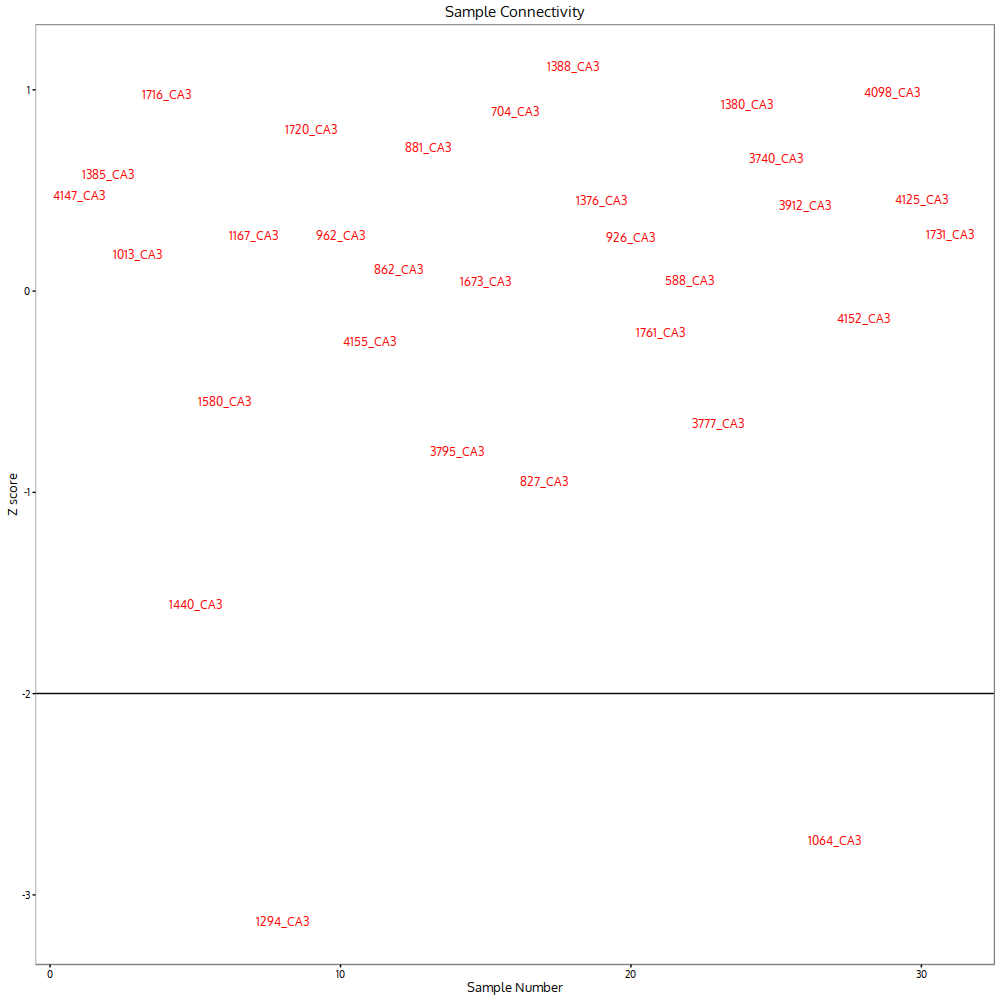 Sample Connectivity
1388_CA3
1716_CA3
4098_CA3
1380_CA3
704_CA3
1720_CA3
881_CA3
3740_CA3
1385_CA3
4147_CA3
1376_CA3
3912_CA3
4125_CA3
1167_CA3
962_CA3
926_CA3
1731_CA3
1013_CA3
862_CA3
1673_CA3
588_CA3
4152_CA3
1761_CA3
4155_CA3
1580_CA3
3777_CA3
3795_CA3
827_CA3
1440_CA3
1064_CA3
1294_CA3
1
0
-1
-2
-3
Z score
0 10 20 30
Sample Number